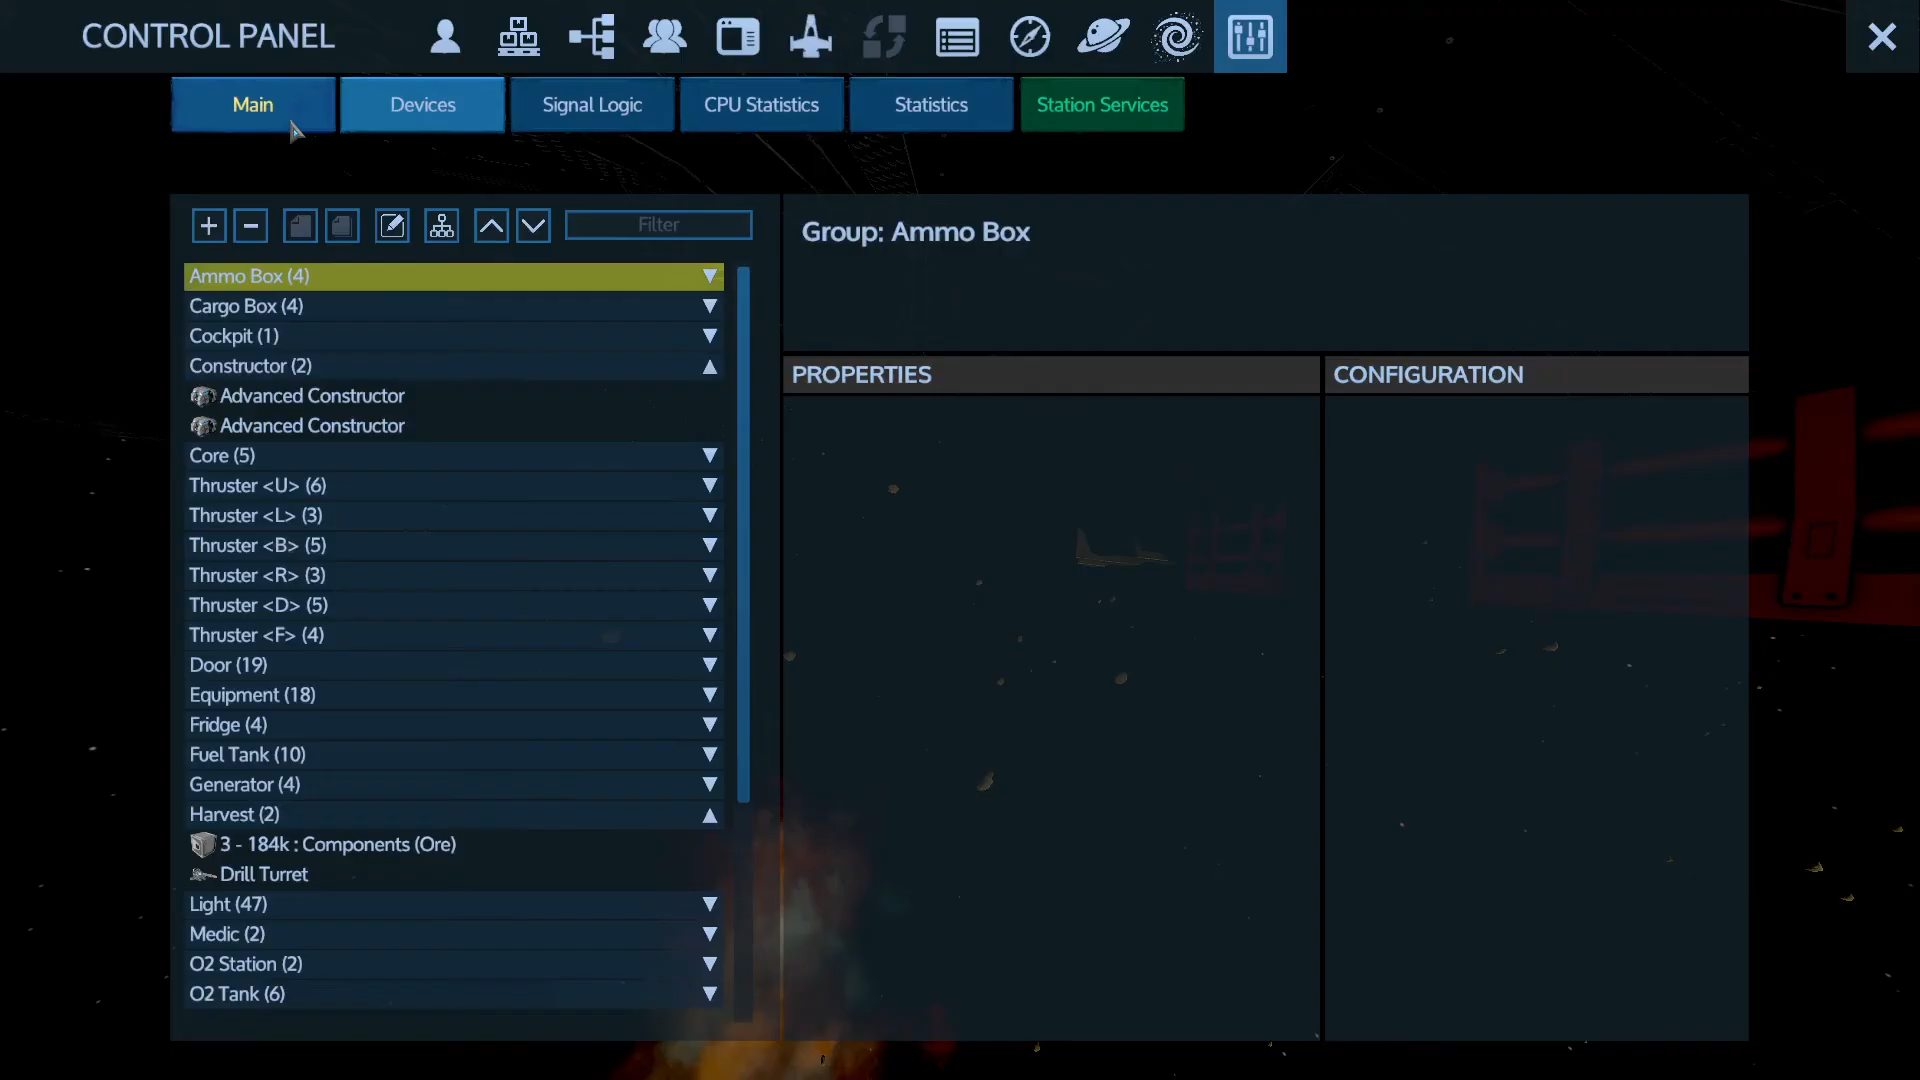 CONTROL PANEL
Main
Devices
Signal Logic
CPU Statistics
Statistics
Station Services
Filter
Ammo Box (4)
Cargo Box (4)
Cockpit (1)
Constructor (2)
Advanced Constructor
Advanced Constructor
Core (5)
Thruster <U> (6)
Thruster <L> (3)
Thruster <B> (5)
Thruster <R> (3)
Thruster <D> (5)
Thruster <F> (4)
Door (19)
Equipment (18)
Fridge (4)
Fuel Tank (10)
Generator (4)
Harvest (2)
3 - 184k : Components (Ore)
Drill Turret
Light (47)
Medic (2)
O2 Station (2)
O2 Tank (6)
Group: Ammo Box
PROPERTIES
CONFIGURATION